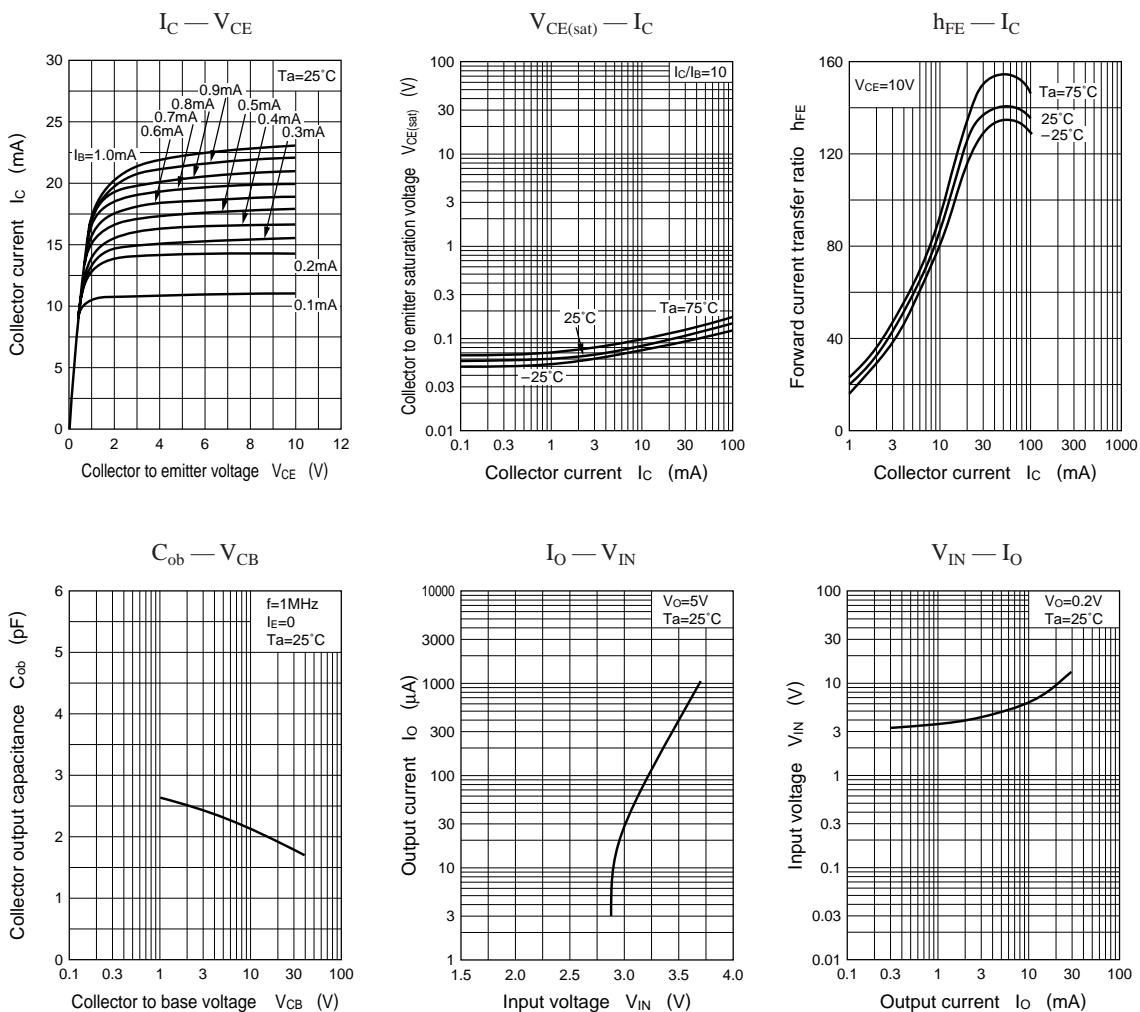 I_C — V_CE
30
25
20
15
10
5
0
0 2 4 6 8 10 12
Collector current I_C (mA)
Collector to emitter voltage V_CE (V)
Ta=25˚C
0.9mA
0.8mA
0.7mA
0.6mA
0.5mA
0.4mA
0.3mA
I_B=1.0mA
0.2mA
0.1mA
V_CE(sat) — I_C
100
30
10
3
1
0.3
0.1
0.03
0.01
0.1 0.3 1 3 10 30 100
Collector to emitter saturation voltage V_CE(sat) (V)
Collector current I_C (mA)
I_C/I_B=10
25˚C
Ta=75˚C
–25˚C
h_FE — I_C
160
120
80
40
0
1 3 10 30 100 300 1000
Forward current transfer ratio h_FE
Collector current I_C (mA)
V_CE=10V
Ta=75˚C
25˚C
–25˚C
C_ob — V_CB
6
5
4
3
2
1
0
0.1 0.3 1 3 10 30 100
Collector output capacitance C_ob (pF)
Collector to base voltage V_CB (V)
f=1MHz
I_E=0
Ta=25˚C
I_O — V_IN
10000
3000
1000
300
100
30
10
3
1
1.5 2.0 2.5 3.0 3.5 4.0
Output current I_O (µA)
Input voltage V_IN (V)
V_O=5V
Ta=25˚C
V_IN — I_O
100
30
10
3
1
0.3
0.1
0.03
0.01
0.1 0.3 1 3 10 30 100
Input voltage V_IN (V)
Output current I_O (mA)
V_O=0.2V
Ta=25˚C